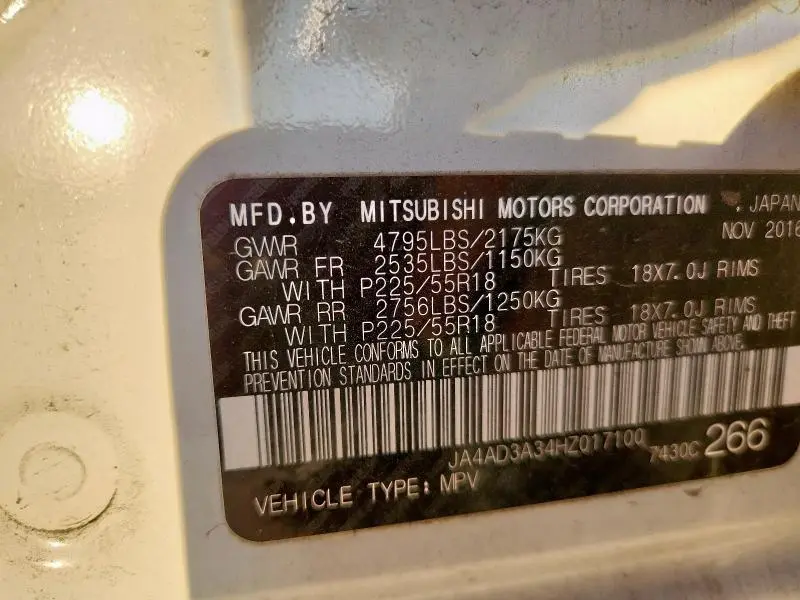 MFD.BY MITSUBISHI MOTORS CORPORATION , JAPAN
GVWR 4795LBS/2175KG NOV 2016
GAWR FR 2535LBS/1150KG
WITH P225/55R18 TIRES 18X7.0J RIMS
GAWR RR 2756LBS/1250KG
WITH P225/55R18 TIRES 18X7.0J RIMS
THIS VEHICLE CONFORMS TO ALL APPLICABLE FEDERAL MOTOR VEHICLE SAFETY AND THEFT
PREVENTION STANDARDS IN EFFECT ON THE DATE OF MANUFACTURE SHOWN ABOVE.
JA4AD3A34HZ017100 7430C 266
VEHICLE TYPE: MPV